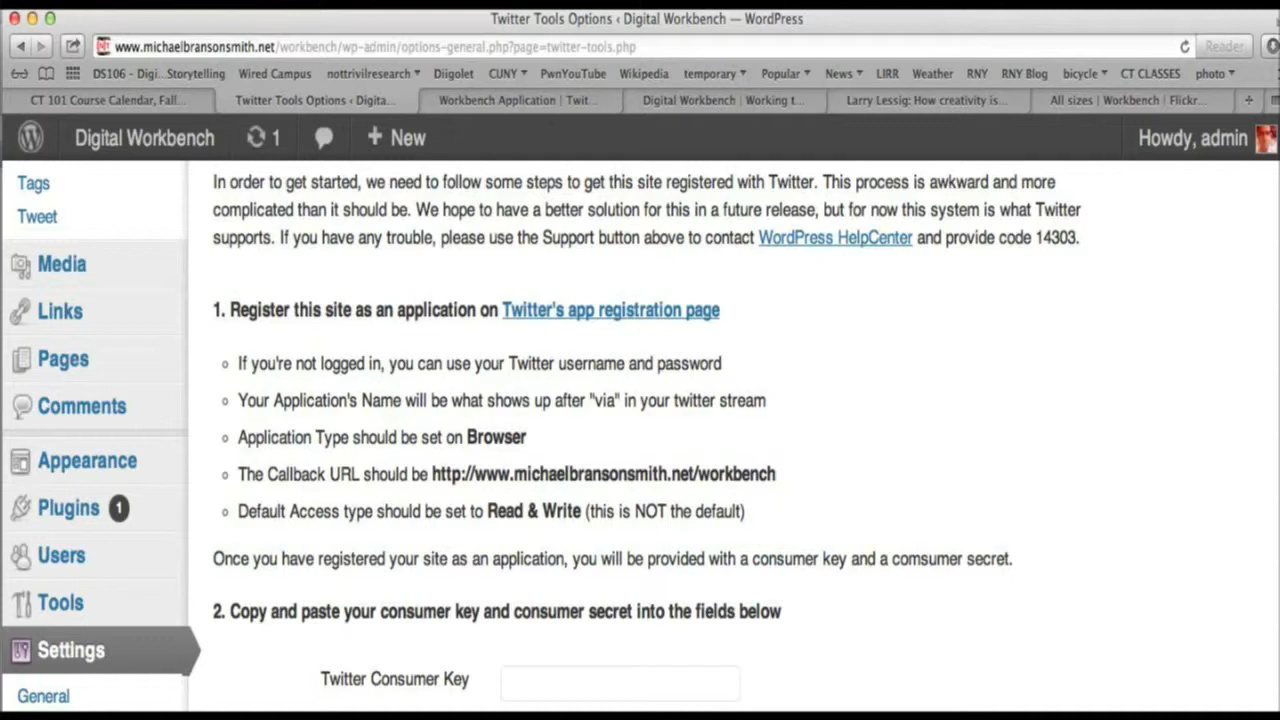 Twitter Tools Options ‹ Digital Workbench — WordPress
www.michaelbransonsmith.net/workbench/wp-admin/options-general.php?page=twitter-tools.php
Reader
DS106 - Digi...Storytelling Wired Campus nottrivilresearch Diigolet CUNY PwnYouTube Wikipedia temporary Popular News LIRR Weather RNY RNY Blog bicycle CT CLASSES photo
CT 101 Course Calendar, Fall... Twitter Tools Options ‹ Digita... Workbench Application | Twit... Digital Workbench | Working t... Larry Lessig: How creativity is... All sizes | Workbench | Flickr...
Digital Workbench 1 + New Howdy, admin
Tags
Tweet
Media
Links
Pages
Comments
Appearance
Plugins 1
Users
Tools
Settings
General
In order to get started, we need to follow some steps to get this site registered with Twitter. This process is awkward and more
complicated than it should be. We hope to have a better solution for this in a future release, but for now this system is what Twitter
supports. If you have any trouble, please use the Support button above to contact WordPress HelpCenter and provide code 14303.
1. Register this site as an application on Twitter's app registration page
If you're not logged in, you can use your Twitter username and password
Your Application's Name will be what shows up after "via" in your twitter stream
Application Type should be set on Browser
The Callback URL should be http://www.michaelbransonsmith.net/workbench
Default Access type should be set to Read & Write (this is NOT the default)
Once you have registered your site as an application, you will be provided with a consumer key and a comsumer secret.
2. Copy and paste your consumer key and consumer secret into the fields below
Twitter Consumer Key